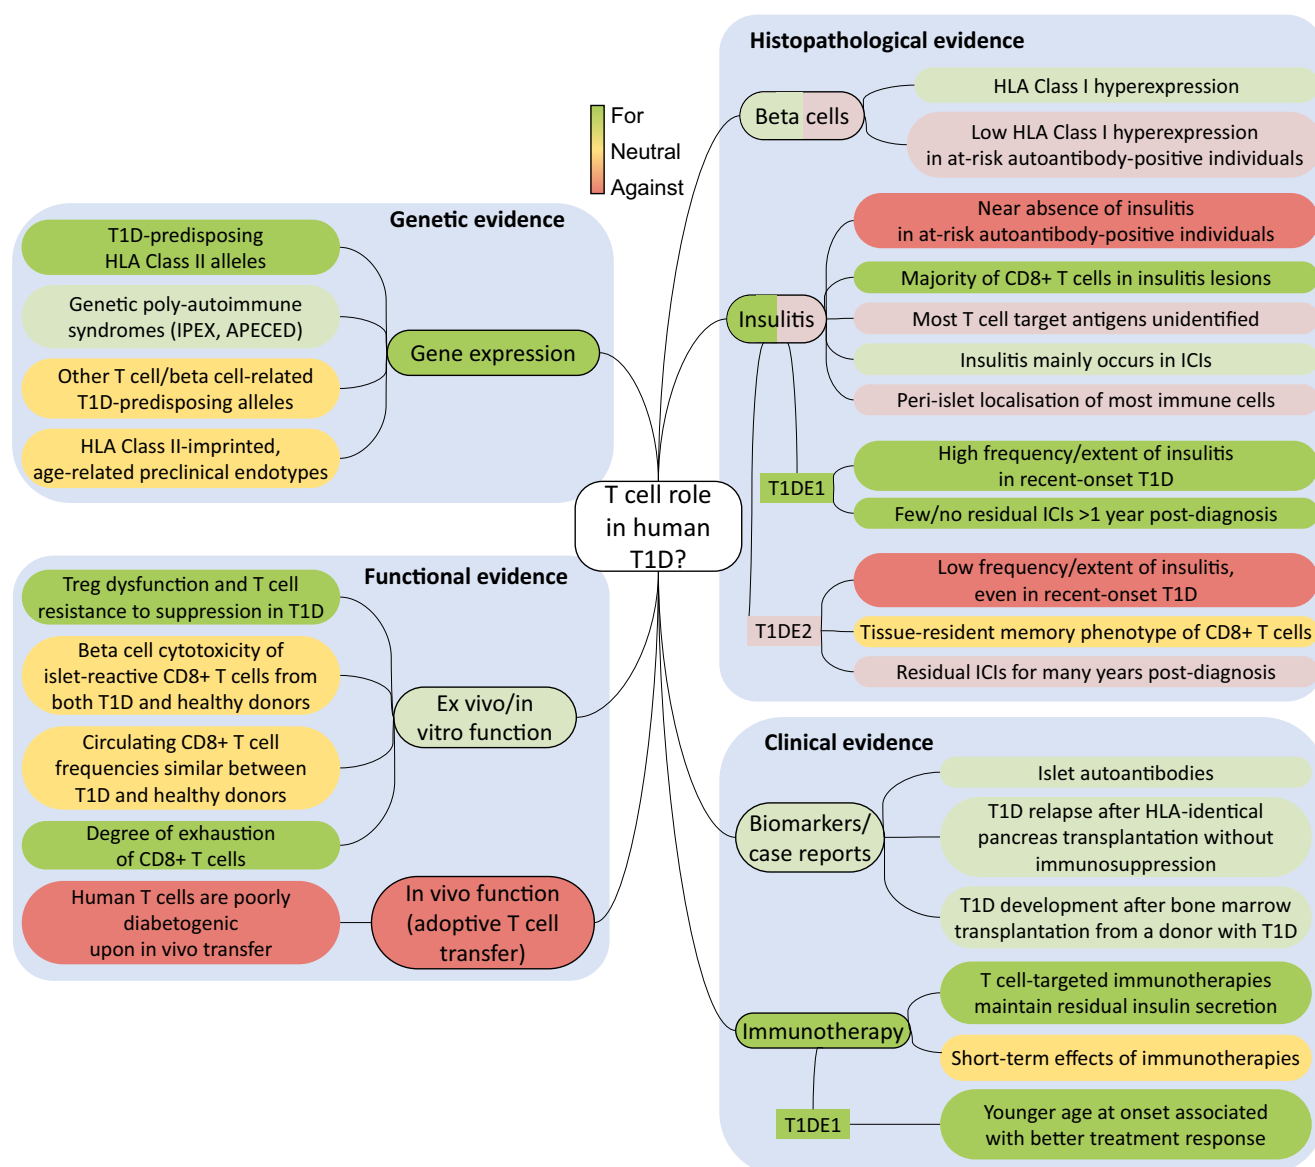 For
Neutral
Against
Genetic evidence
T1D-predisposing
HLA Class II alleles
Genetic poly-autoimmune
syndromes (IPEX, APECED)
Other T cell/beta cell-related
T1D-predisposing alleles
HLA Class II-imprinted,
age-related preclinical endotypes
Gene expression
Functional evidence
Treg dysfunction and T cell
resistance to suppression in T1D
Beta cell cytotoxicity of
islet-reactive CD8+ T cells from
both T1D and healthy donors
Circulating CD8+ T cell
frequencies similar between
T1D and healthy donors
Degree of exhaustion
of CD8+ T cells
Ex vivo/in
vitro function
Human T cells are poorly
diabetogenic
upon in vivo transfer
In vivo function
(adoptive T cell
transfer)
T cell role
in human
T1D?
Histopathological evidence
Beta cells
HLA Class I hyperexpression
Low HLA Class I hyperexpression
in at-risk autoantibody-positive individuals
Insulitis
Near absence of insulitis
in at-risk autoantibody-positive individuals
Majority of CD8+ T cells in insulitis lesions
Most T cell target antigens unidentified
Insulitis mainly occurs in ICIs
Peri-islet localisation of most immune cells
T1DE1
High frequency/extent of insulitis
in recent-onset T1D
Few/no residual ICIs >1 year post-diagnosis
T1DE2
Low frequency/extent of insulitis,
even in recent-onset T1D
Tissue-resident memory phenotype of CD8+ T cells
Residual ICIs for many years post-diagnosis
Clinical evidence
Biomarkers/
case reports
Islet autoantibodies
T1D relapse after HLA-identical
pancreas transplantation without
immunosuppression
T1D development after bone marrow
transplantation from a donor with T1D
Immunotherapy
T cell-targeted immunotherapies
maintain residual insulin secretion
Short-term effects of immunotherapies
T1DE1
Younger age at onset associated
with better treatment response